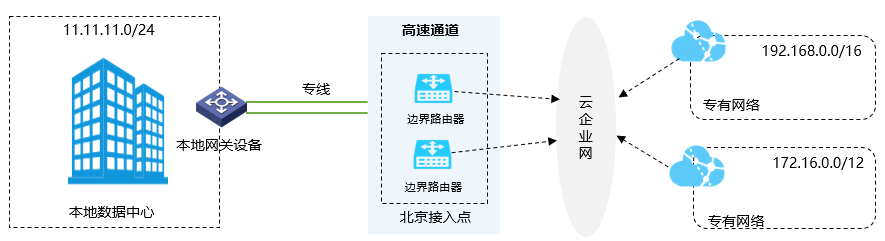 11.11.11.0/24
本地数据中心
本地网关设备
专线
高速通道
边界路由器
边界路由器
北京接入点
云企业网
192.168.0.0/16
专有网络
172.16.0.0/12
专有网络